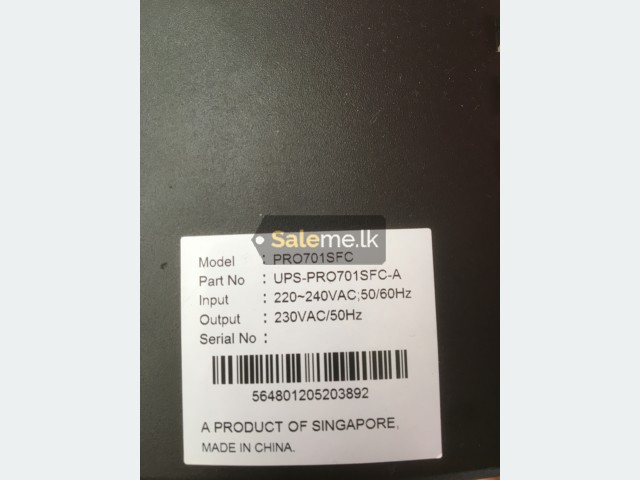 Saleme.lk
Model : PRO701SFC
Part No : UPS-PRO701SFC-A
Input : 220~240VAC;50/60Hz
Output : 230VAC/50Hz
Serial No :
564801205203892
A PRODUCT OF SINGAPORE,
MADE IN CHINA.